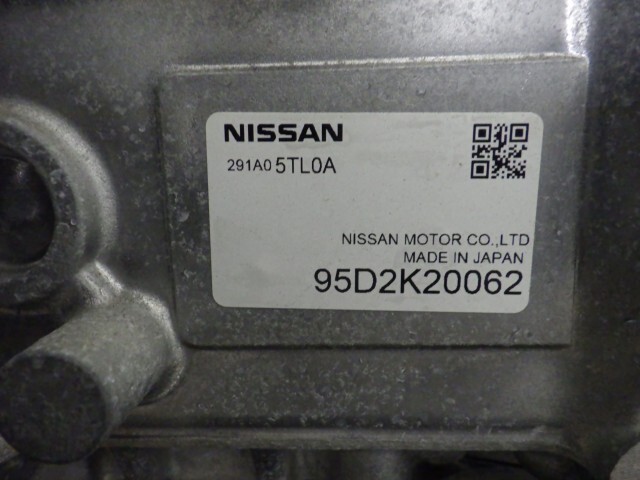 NISSAN
291A0 5TL0A
NISSAN MOTOR CO.,LTD
MADE IN JAPAN
95D2K20062